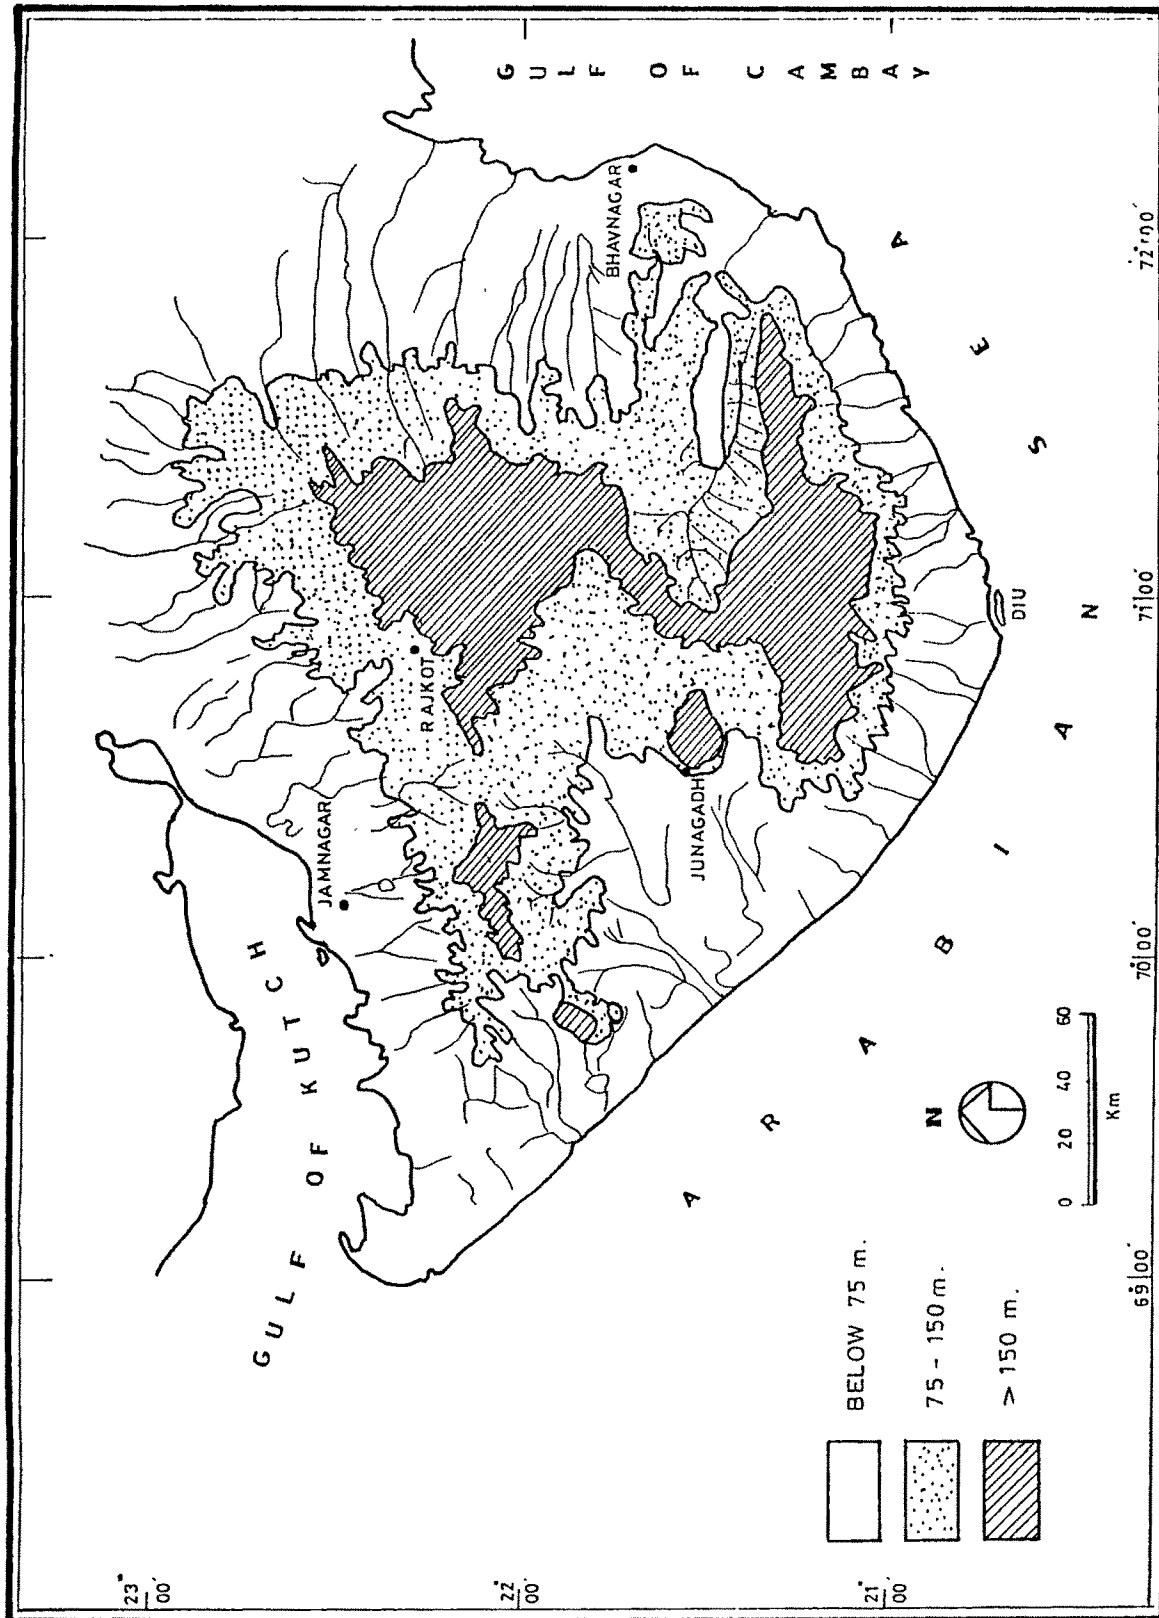 GULF OF KUTCH
GULF OF CAMBAY
ARABIAN SEA
JAMNAGAR
RAJKOT
BHAVNAGAR
JUNAGADH
DIU
23° 00'
22° 00'
21° 00'
69° 00'
70° 00'
71° 00'
72° 00'
BELOW 75 m.
75 - 150 m.
> 150 m.
N
0 20 40 60
Km